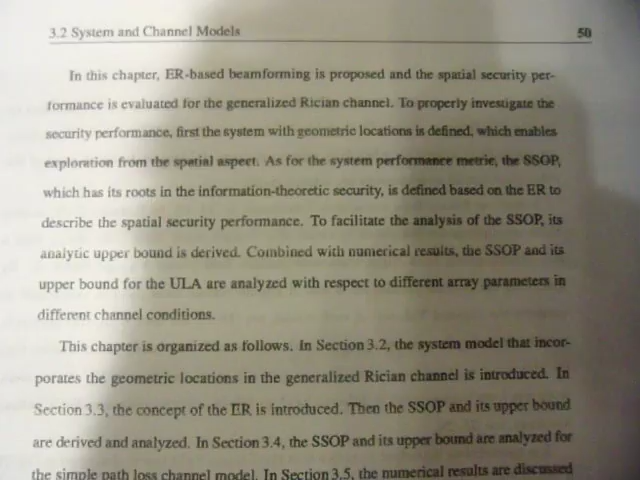 3.2 System and Channel Models 50
In this chapter, ER-based beamforming is proposed and the spatial security per-
formance is evaluated for the generalized Rician channel. To properly investigate the
security performance, first the system with geometric locations is defined, which enables
exploration from the spatial aspect. As for the system performance metric, the SSOP,
which has its roots in the information-theoretic security, is defined based on the ER to
describe the spatial security performance. To facilitate the analysis of the SSOP, its
analytic upper bound is derived. Combined with numerical results, the SSOP and its
upper bound for the ULA are analyzed with respect to different array parameters in
different channel conditions.
This chapter is organized as follows. In Section 3.2, the system model that incor-
porates the geometric locations in the generalized Rician channel is introduced. In
Section 3.3, the concept of the ER is introduced. Then the SSOP and its upper bound
are derived and analyzed. In Section 3.4, the SSOP and its upper bound are analyzed for
the simple path loss channel model. In Section 3.5, the numerical results are discussed